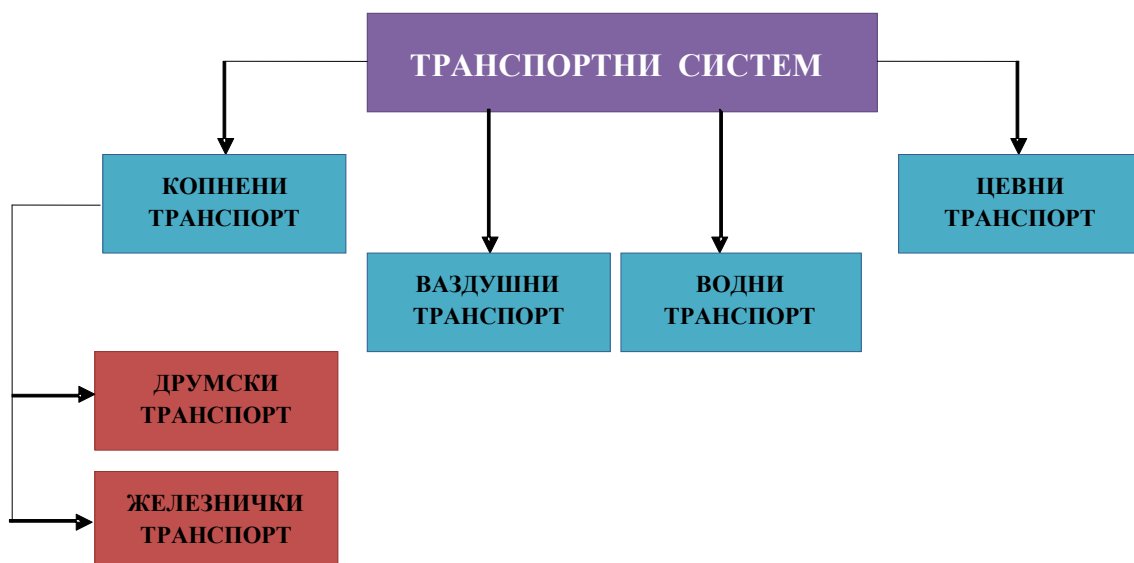 ТРАНСПОРТНИ СИСТЕМ
КОПНЕНИ
ТРАНСПОРТ
ЦЕВНИ
ТРАНСПОРТ
ВАЗДУШНИ
ТРАНСПОРТ
ВОДНИ
ТРАНСПОРТ
ДРУМСКИ
ТРАНСПОРТ
ЖЕЛЕЗНИЧКИ
ТРАНСПОРТ